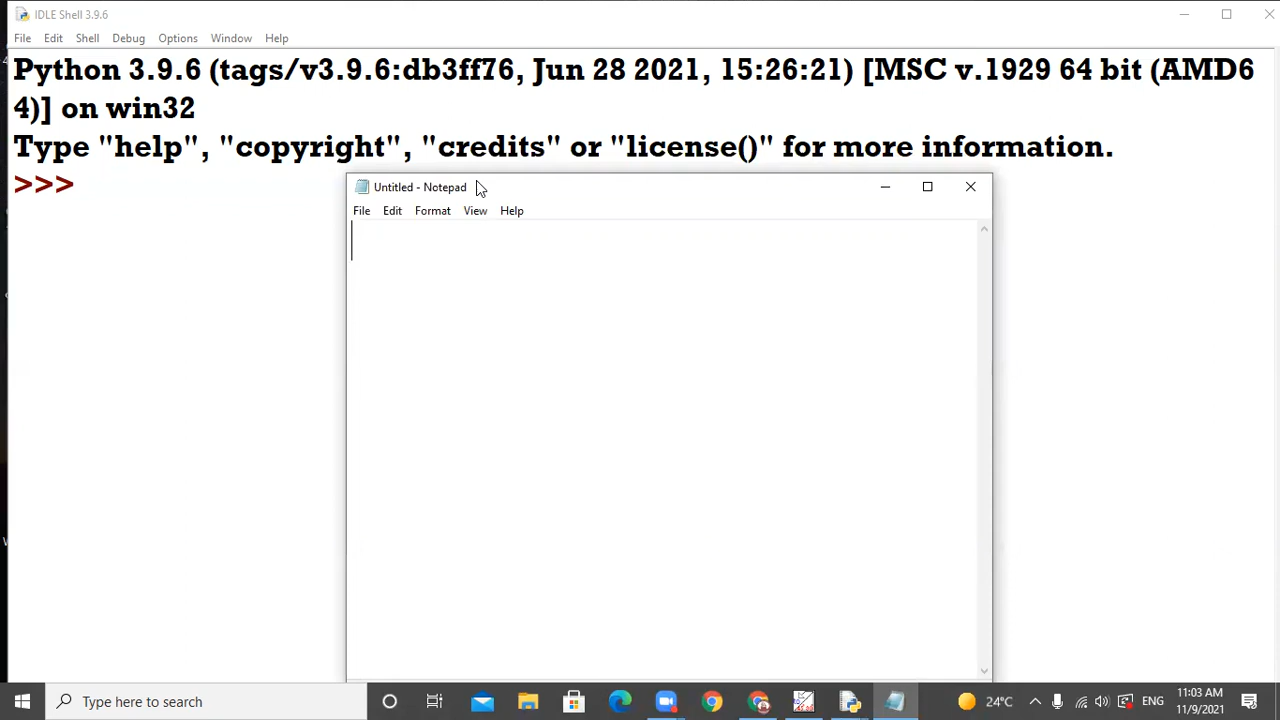 IDLE Shell 3.9.6
File Edit Shell Debug Options Window Help
Python 3.9.6 (tags/v3.9.6:db3ff76, Jun 28 2021, 15:26:21) [MSC v.1929 64 bit (AMD6
4)] on win32
Type "help", "copyright", "credits" or "license()" for more information.
>>>
Untitled - Notepad
File Edit Format View Help
Type here to search
24°C
ENG
11:03 AM
11/9/2021